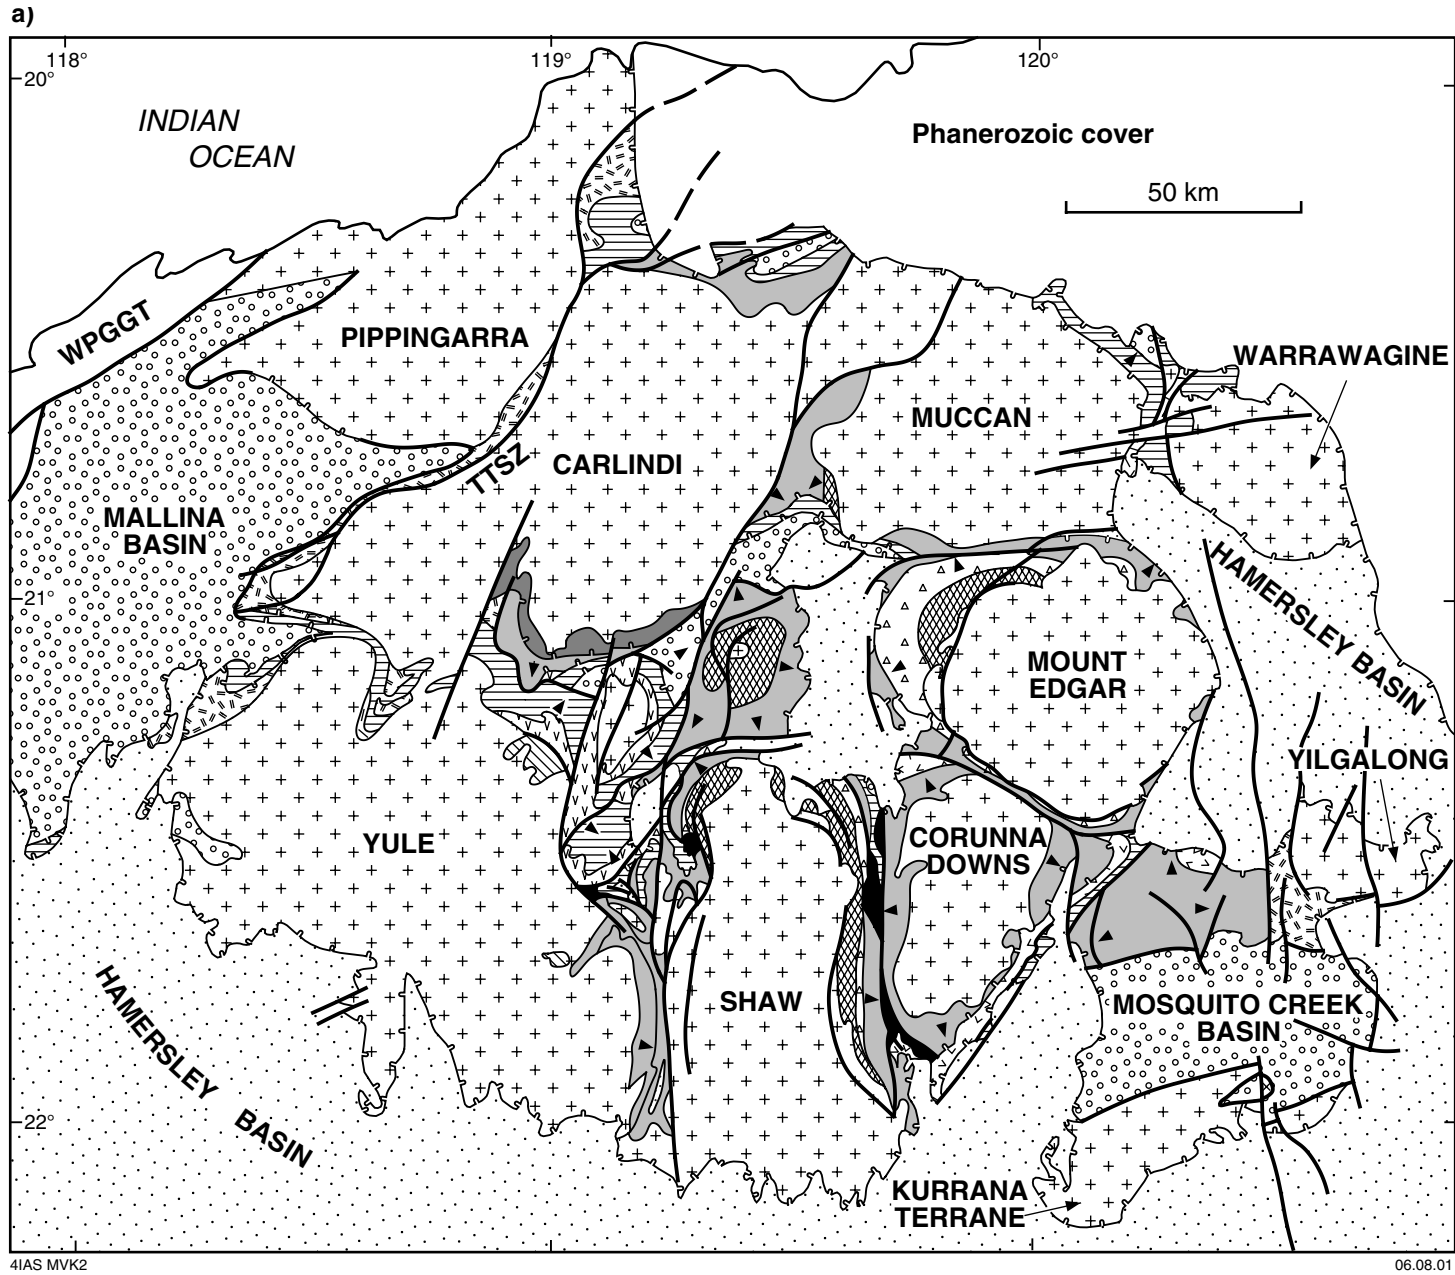 a)
118°
119°
120°
20°
INDIAN
OCEAN
Phanerozoic cover
50 km
WPGGT
PIPPINGARRA
WARRAWAGINE
MUCCAN
CARLINDI
TTSZ
MALLINA
BASIN
21°
HAMERSLEY BASIN
MOUNT
EDGAR
YILGALONG
YULE
CORUNNA
DOWNS
SHAW
MOSQUITO CREEK
BASIN
HAMERSLEY BASIN
22°
KURRANA
TERRANE
4IAS MVK2
06.08.01